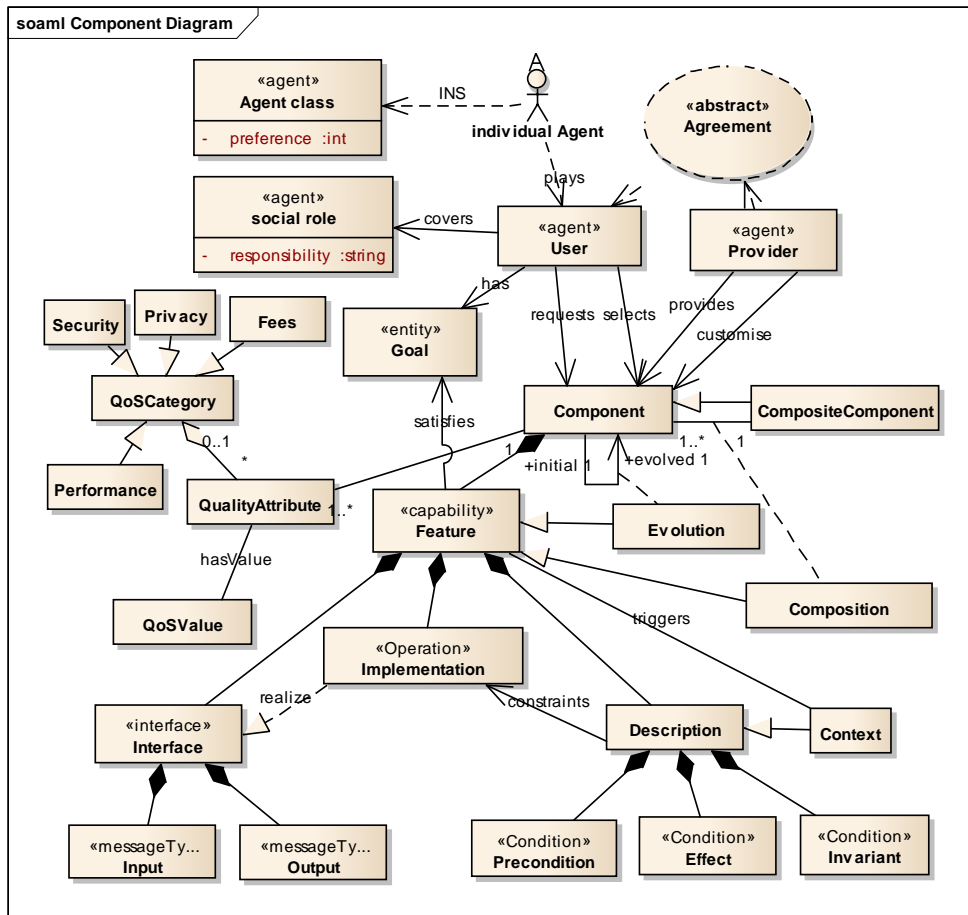 soaml Component Diagram
«agent»
Agent class
- preference :int
INS
A
individual Agent
«abstract»
Agreement
plays
«agent»
social role
- responsibility :string
covers
«agent»
User
«agent»
Provider
has
requests
selects
provides
customise
Security
Privacy
Fees
«entity»
Goal
QoSCategory
satisfies
Component
CompositeComponent
0..1
*
1
+initial 1
+evolved 1
1..*
1
Performance
QualityAttribute
1..*
«capability»
Feature
Evolution
hasValue
QoSValue
Composition
triggers
«Operation»
Implementation
realize
constraints
«interface»
Interface
Description
Context
«messageTy...
Input
«messageTy...
Output
«Condition»
Precondition
«Condition»
Effect
«Condition»
Invariant